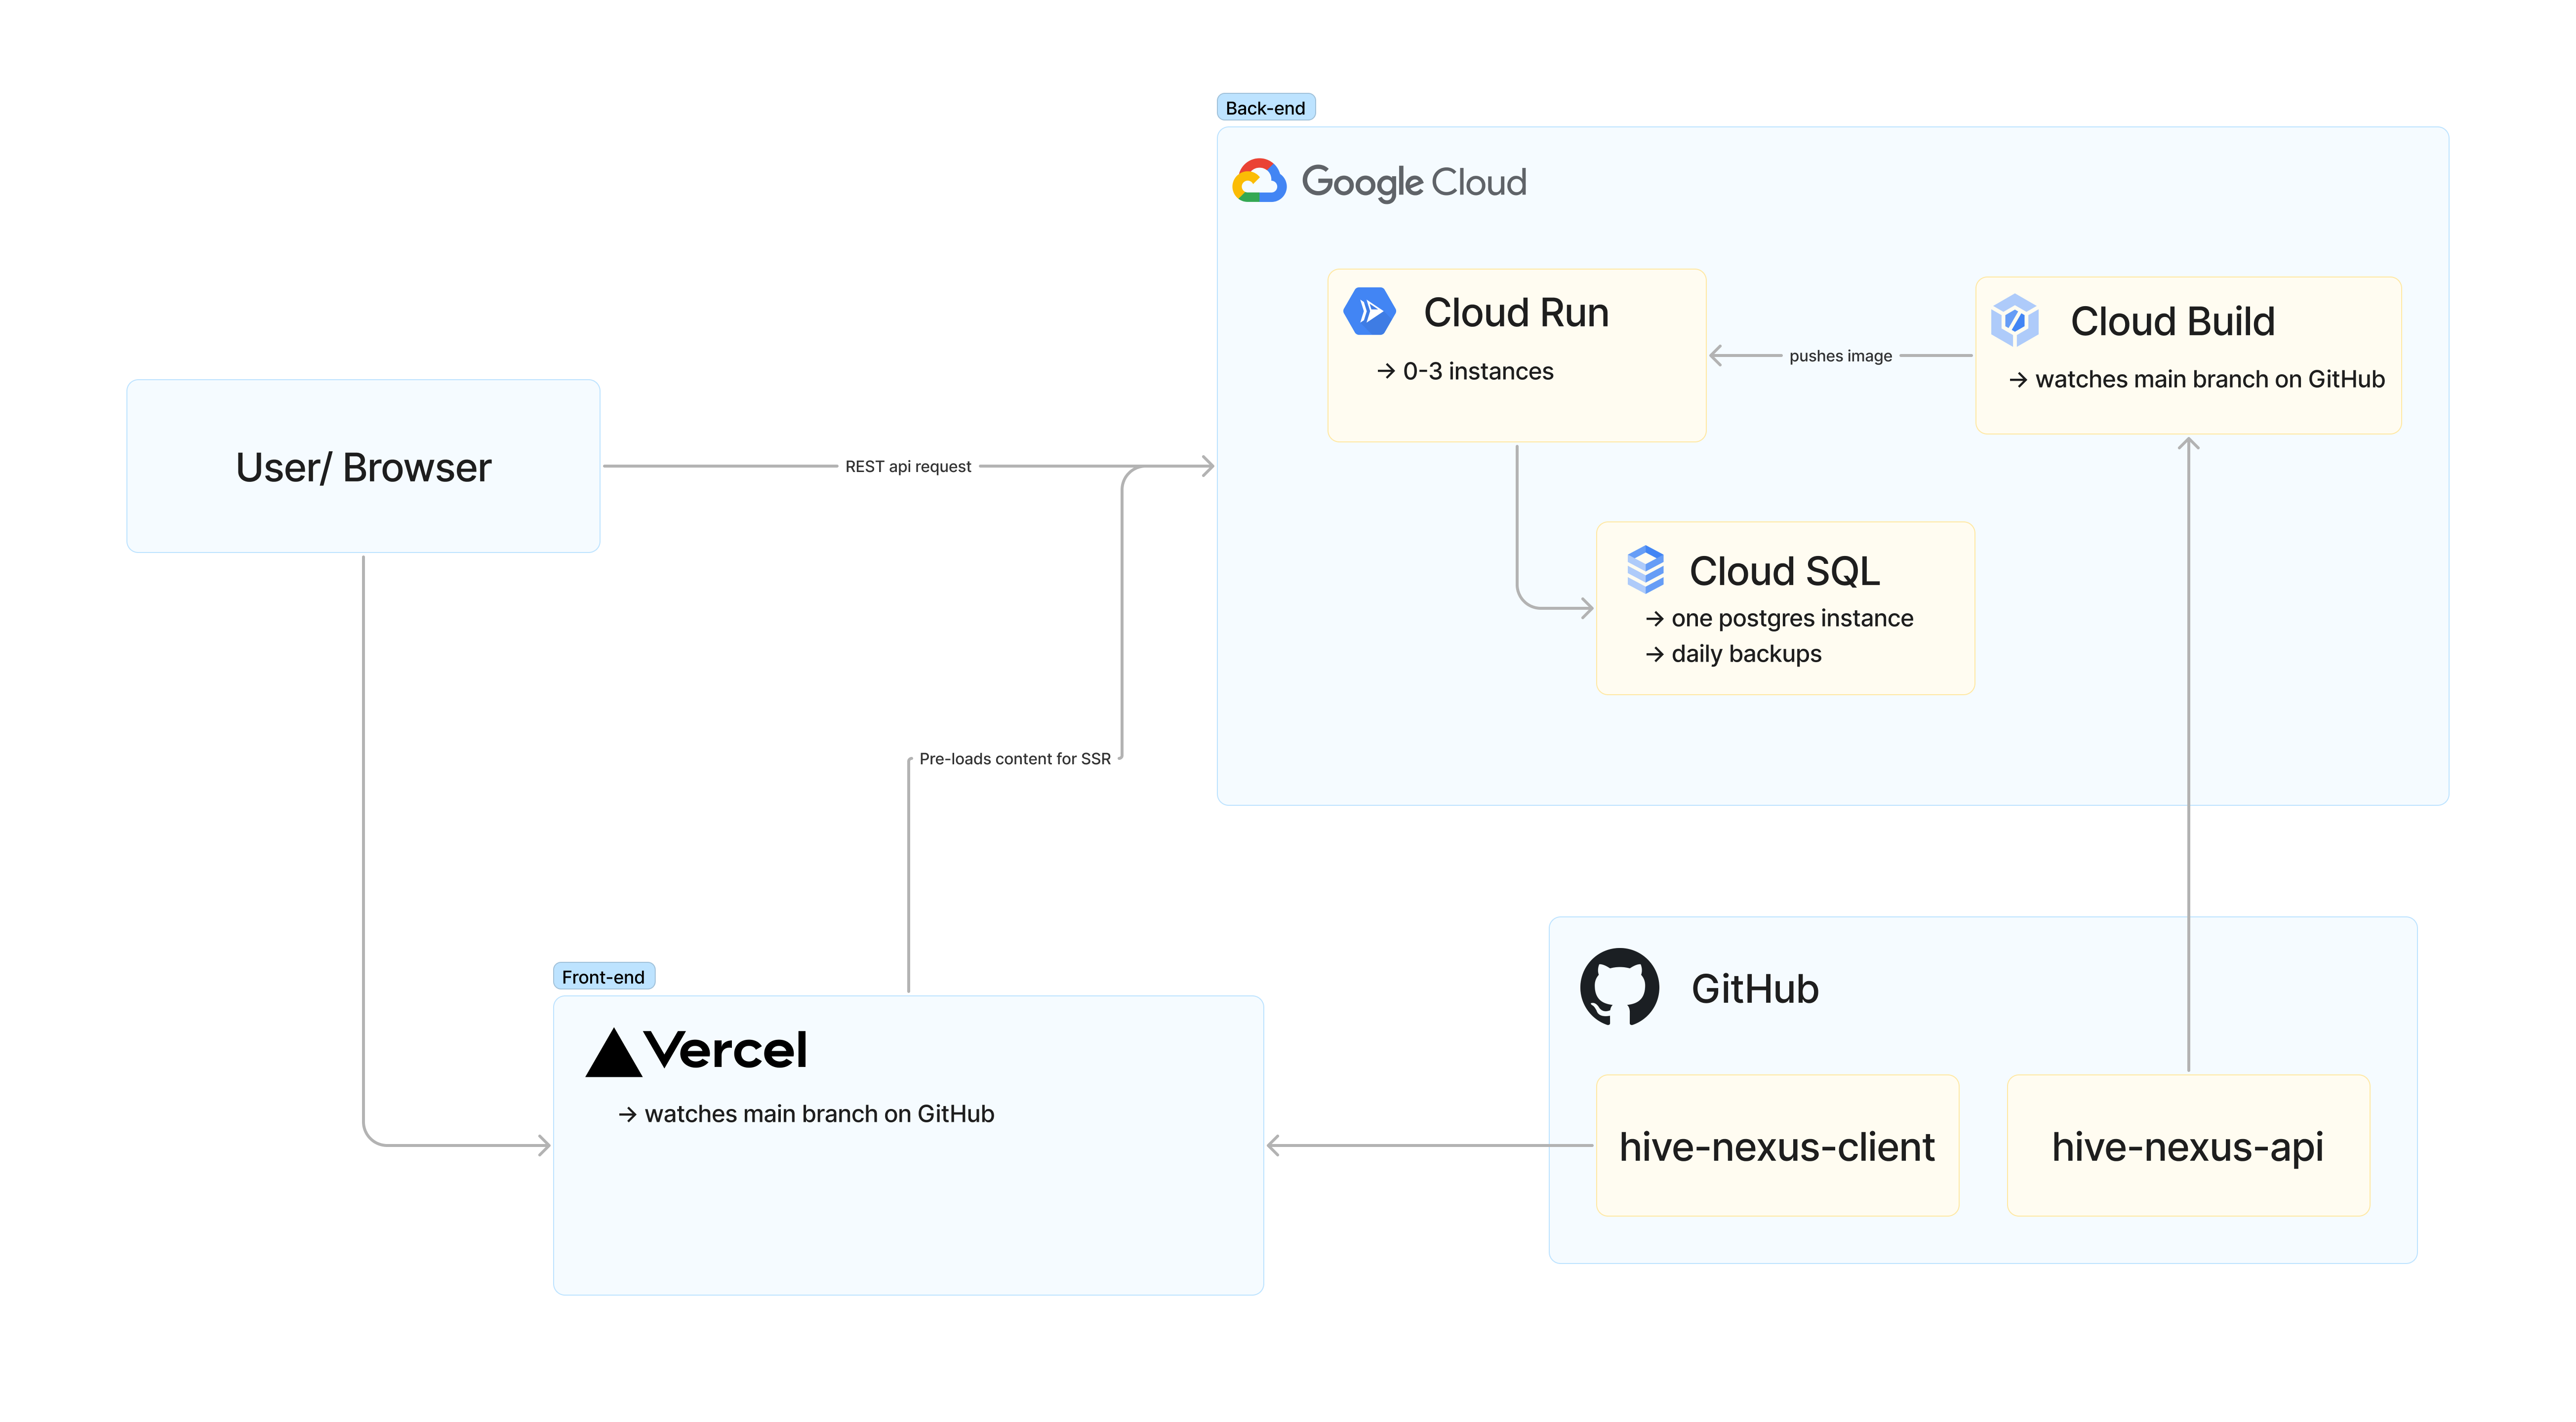 Back-end
Google Cloud
Cloud Run
→ 0-3 instances
pushes image
Cloud Build
→ watches main branch on GitHub
User/ Browser
REST api request
Cloud SQL
→ one postgres instance
→ daily backups
Pre-loads content for SSR
Front-end
Vercel
→ watches main branch on GitHub
GitHub
hive-nexus-client
hive-nexus-api